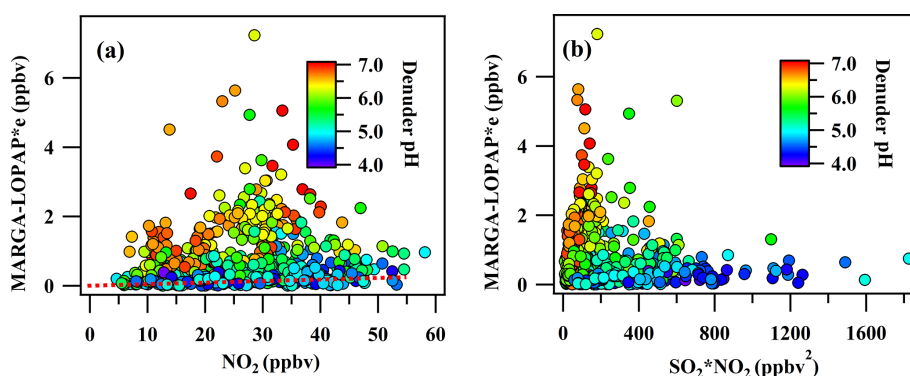 (a)
MARGA-LOPAP*e (ppbv)
6
4
2
0
7.0
6.0
5.0
4.0
Denuder pH
0 10 20 30 40 50 60
NO₂ (ppbv)
(b)
MARGA-LOPAP*e (ppbv)
6
4
2
0
7.0
6.0
5.0
4.0
Denuder pH
0 400 800 1200 1600
SO₂*NO₂ (ppbv²)